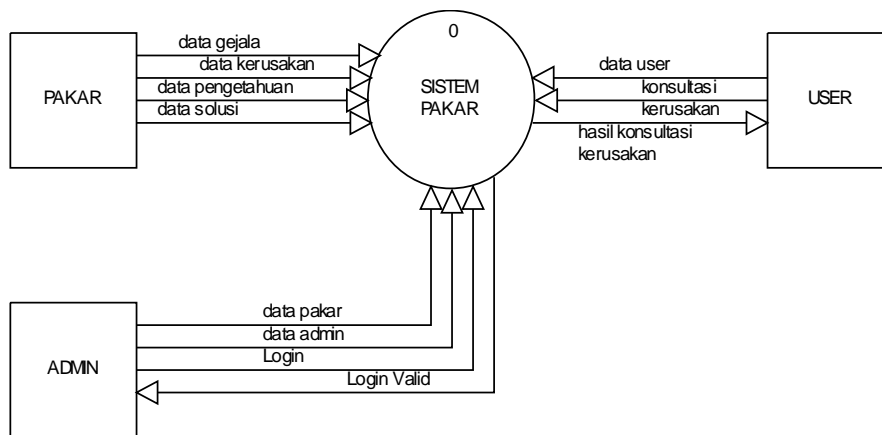 0
data gejala
data kerusakan
data pengetahuan
data solusi
PAKAR
SISTEM
PAKAR
data user
konsultasi
kerusakan
hasil konsultasi
kerusakan
USER
data pakar
data admin
Login
Login Valid
ADMIN